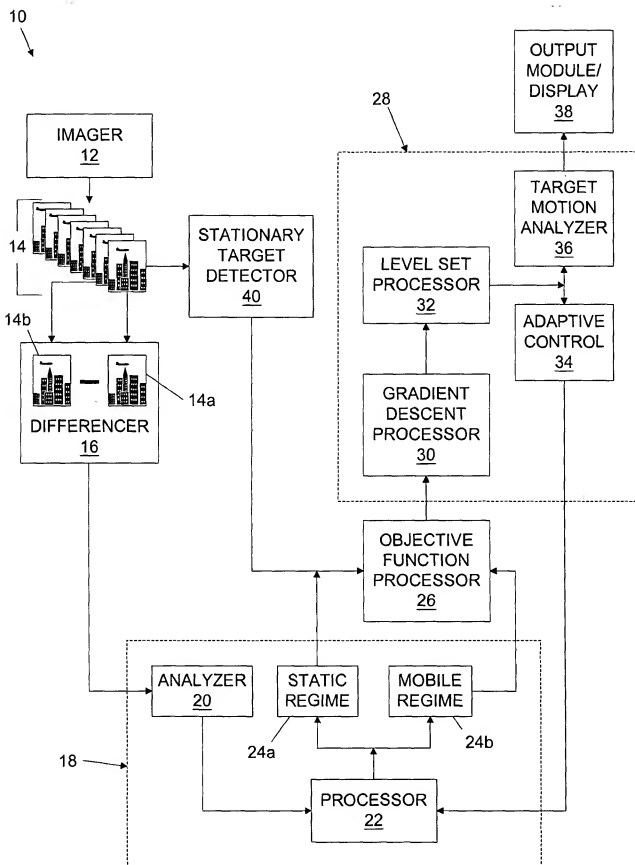 10
IMAGER
12
14
14b
14a
DIFFERENCER
16
STATIONARY
TARGET
DETECTOR
40
28
OUTPUT
MODULE/
DISPLAY
38
TARGET
MOTION
ANALYZER
36
LEVEL SET
PROCESSOR
32
ADAPTIVE
CONTROL
34
GRADIENT
DESCENT
PROCESSOR
30
OBJECTIVE
FUNCTION
PROCESSOR
26
18
ANALYZER
20
STATIC
REGIME
24a
MOBILE
REGIME
24b
PROCESSOR
22